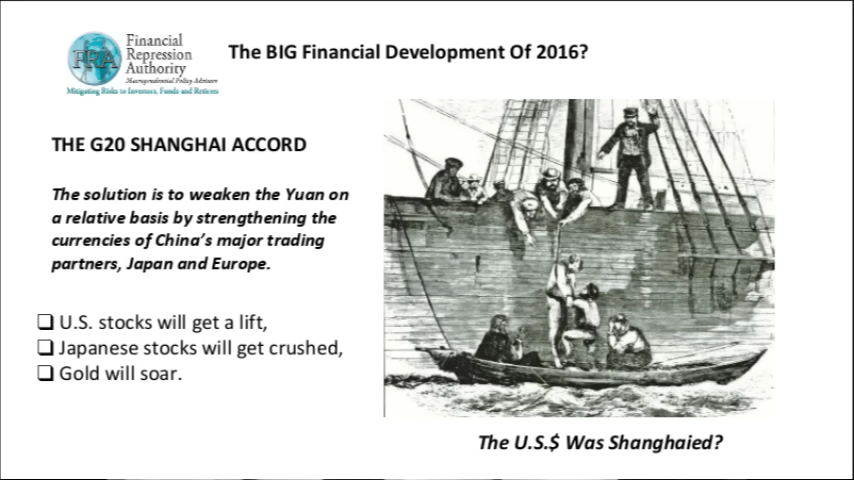 Financial
Repression
Authority
Macroprudential Policy Advisors
Mitigating Risks to Investors, Funds and Retirees
FRA
The BIG Financial Development Of 2016?
THE G20 SHANGHAI ACCORD
The solution is to weaken the Yuan on
a relative basis by strengthening the
currencies of China's major trading
partners, Japan and Europe.
U.S. stocks will get a lift,
Japanese stocks will get crushed,
Gold will soar.
The U.S.$ Was Shanghaied?